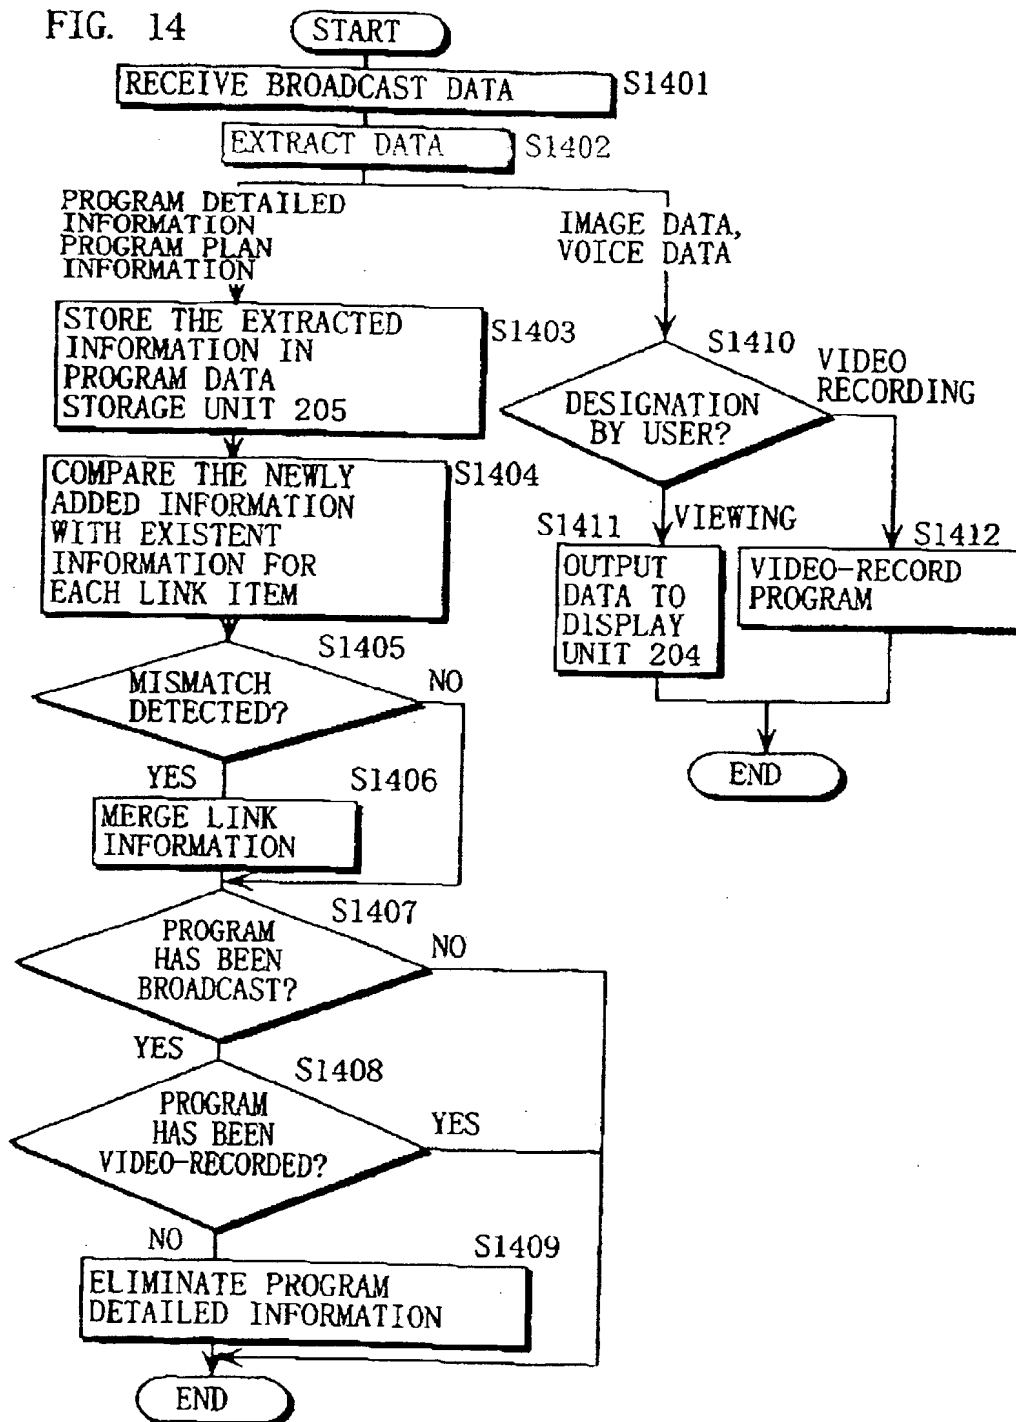 FIG. 14
START
RECEIVE BROADCAST DATA
S1401
EXTRACT DATA
S1402
PROGRAM DETAILED
INFORMATION
PROGRAM PLAN
INFORMATION
IMAGE DATA,
VOICE DATA
STORE THE EXTRACTED
INFORMATION IN
PROGRAM DATA
STORAGE UNIT 205
S1403
COMPARE THE NEWLY
ADDED INFORMATION
WITH EXISTENT
INFORMATION FOR
EACH LINK ITEM
S1404
S1405
MISMATCH
DETECTED?
NO
YES
S1406
MERGE LINK
INFORMATION
S1407
PROGRAM
HAS BEEN
BROADCAST?
NO
YES
S1408
PROGRAM
HAS BEEN
VIDEO-RECORDED?
YES
NO
S1409
ELIMINATE PROGRAM
DETAILED INFORMATION
END
S1410
DESIGNATION
BY USER?
VIDEO
RECORDING
VIEWING
S1411
OUTPUT
DATA TO
DISPLAY
UNIT 204
S1412
VIDEO-RECORD
PROGRAM
END